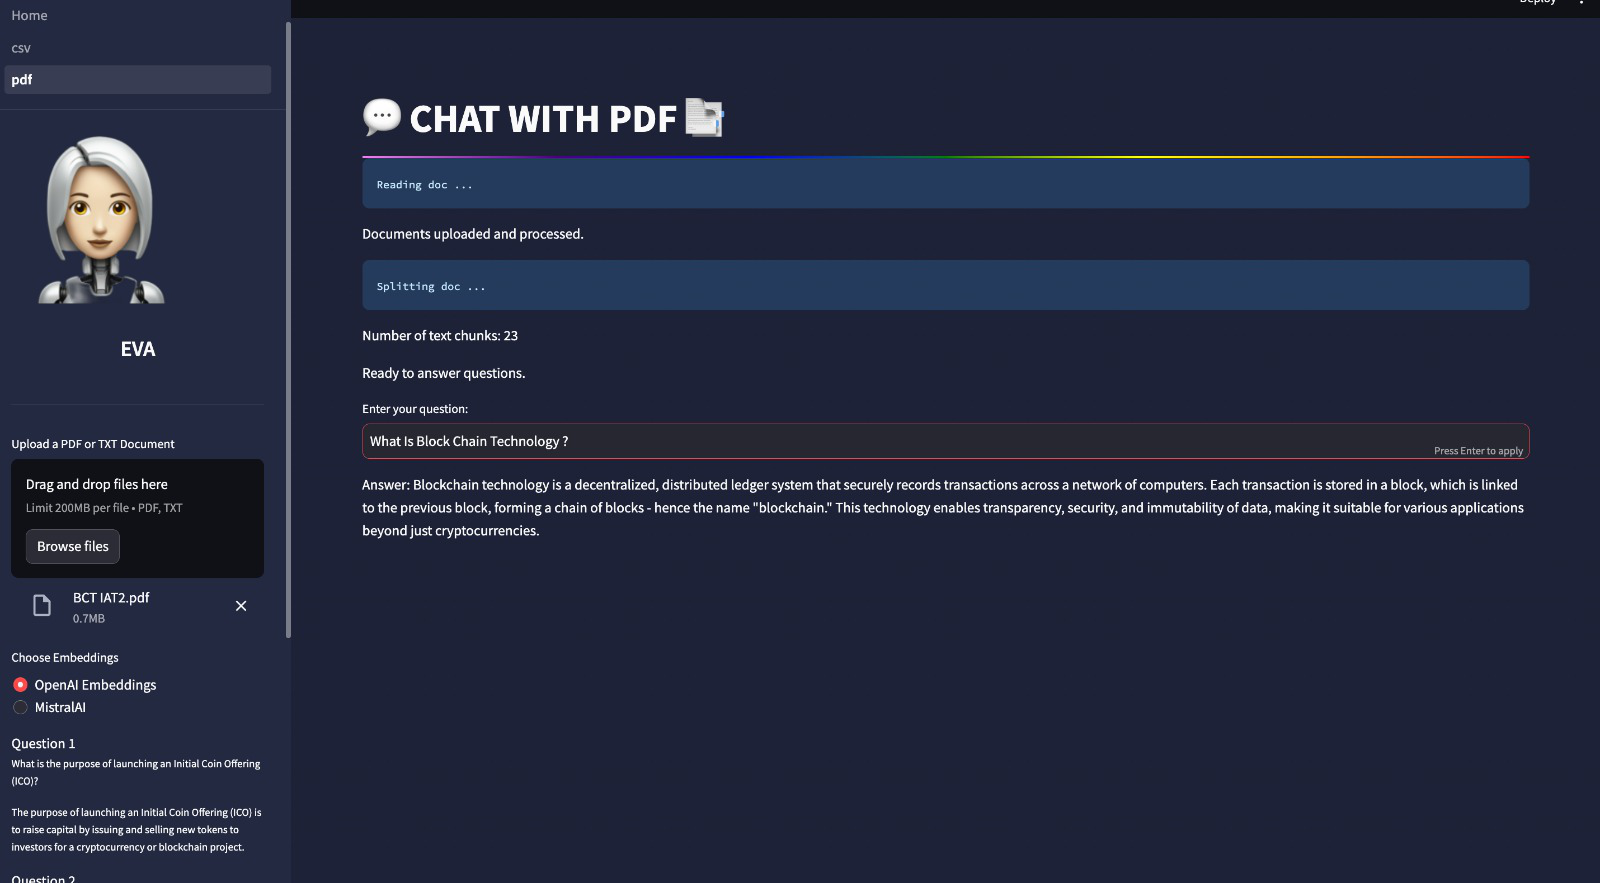 Home
csv
pdf
EVA
Upload a PDF or TXT Document
Drag and drop files here
Limit 200MB per file • PDF, TXT
Browse files
BCT IAT2.pdf
0.7MB
Choose Embeddings
OpenAI Embeddings
MistralAI
Question 1
What is the purpose of launching an Initial Coin Offering
(ICO)?
The purpose of launching an Initial Coin Offering (ICO) is
to raise capital by issuing and selling new tokens to
investors for a cryptocurrency or blockchain project.
Question 2
Deploy
CHAT WITH PDF
Reading doc ...
Documents uploaded and processed.
Splitting doc ...
Number of text chunks: 23
Ready to answer questions.
Enter your question:
What Is Block Chain Technology ?
Press Enter to apply
Answer: Blockchain technology is a decentralized, distributed ledger system that securely records transactions across a network of computers. Each transaction is stored in a block, which is linked
to the previous block, forming a chain of blocks - hence the name "blockchain." This technology enables transparency, security, and immutability of data, making it suitable for various applications
beyond just cryptocurrencies.